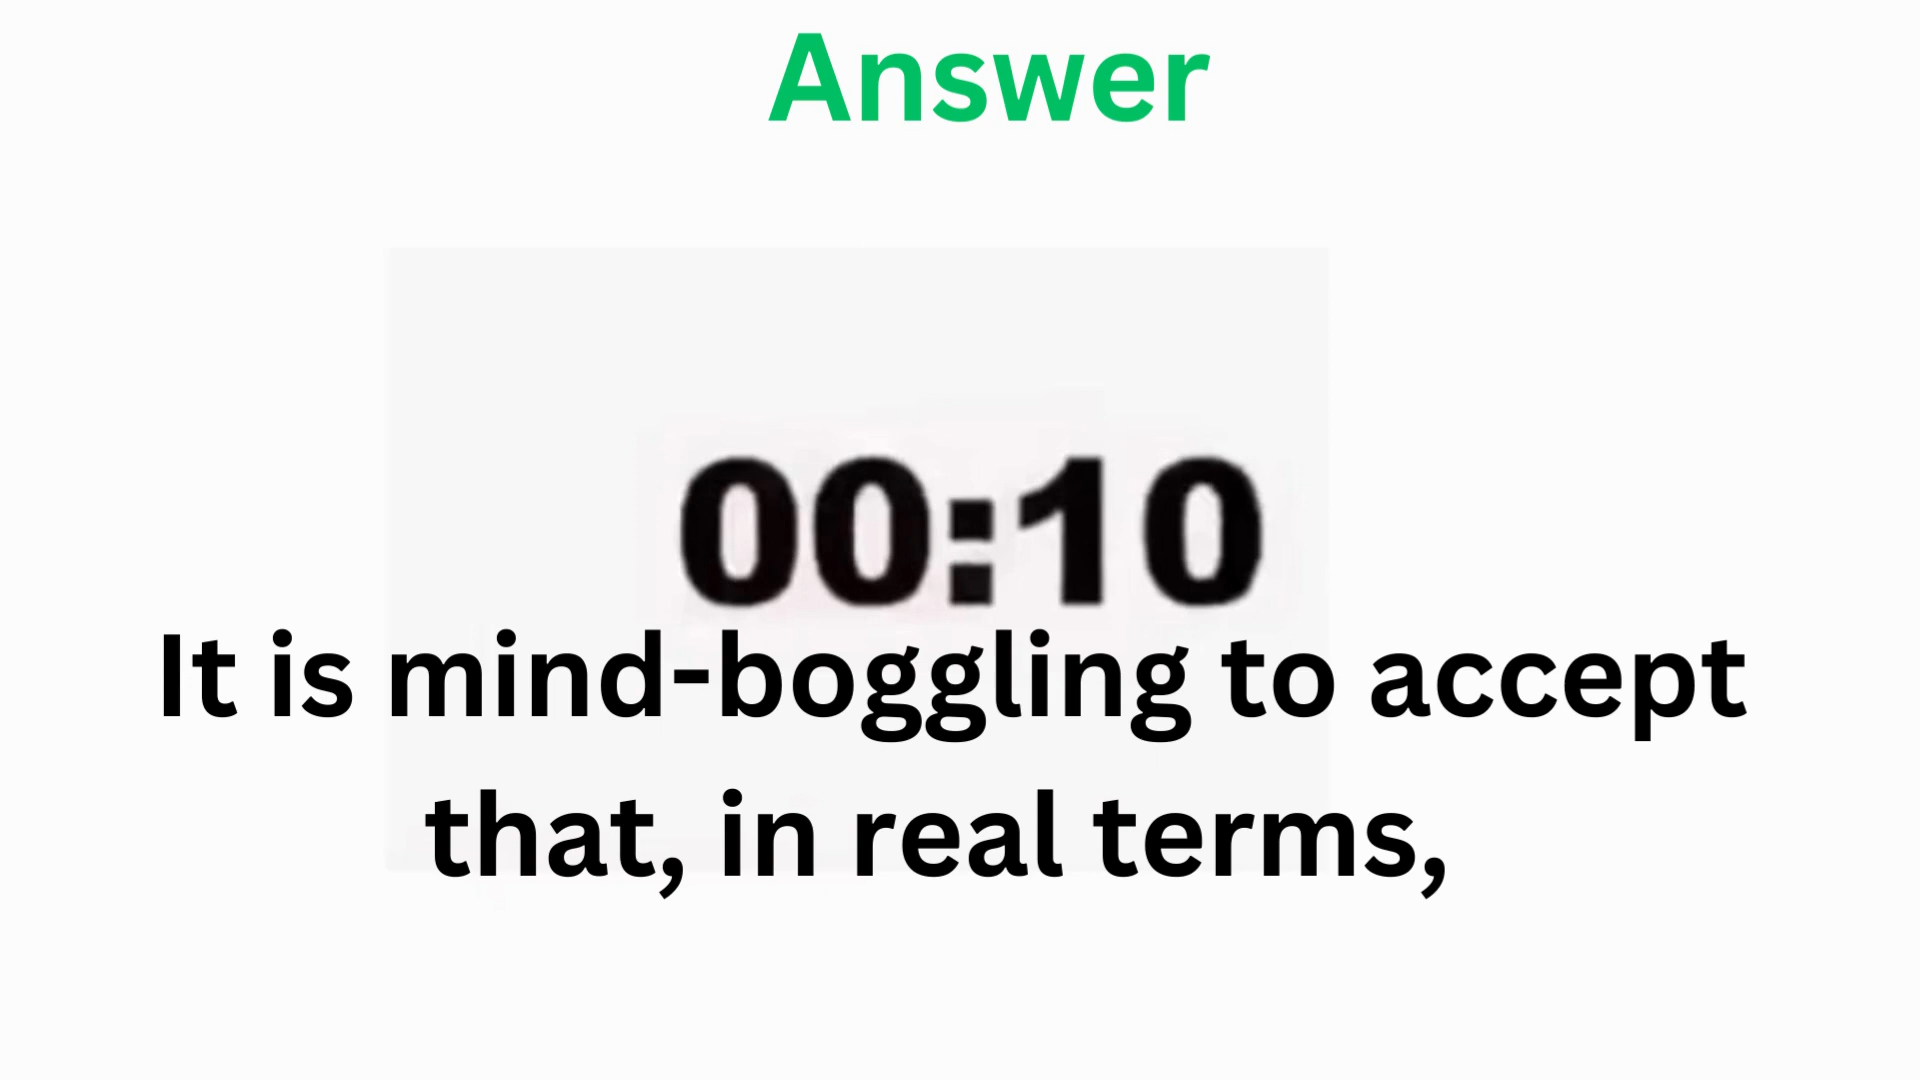 Answer
00:10
It is mind-boggling to accept
that, in real terms,